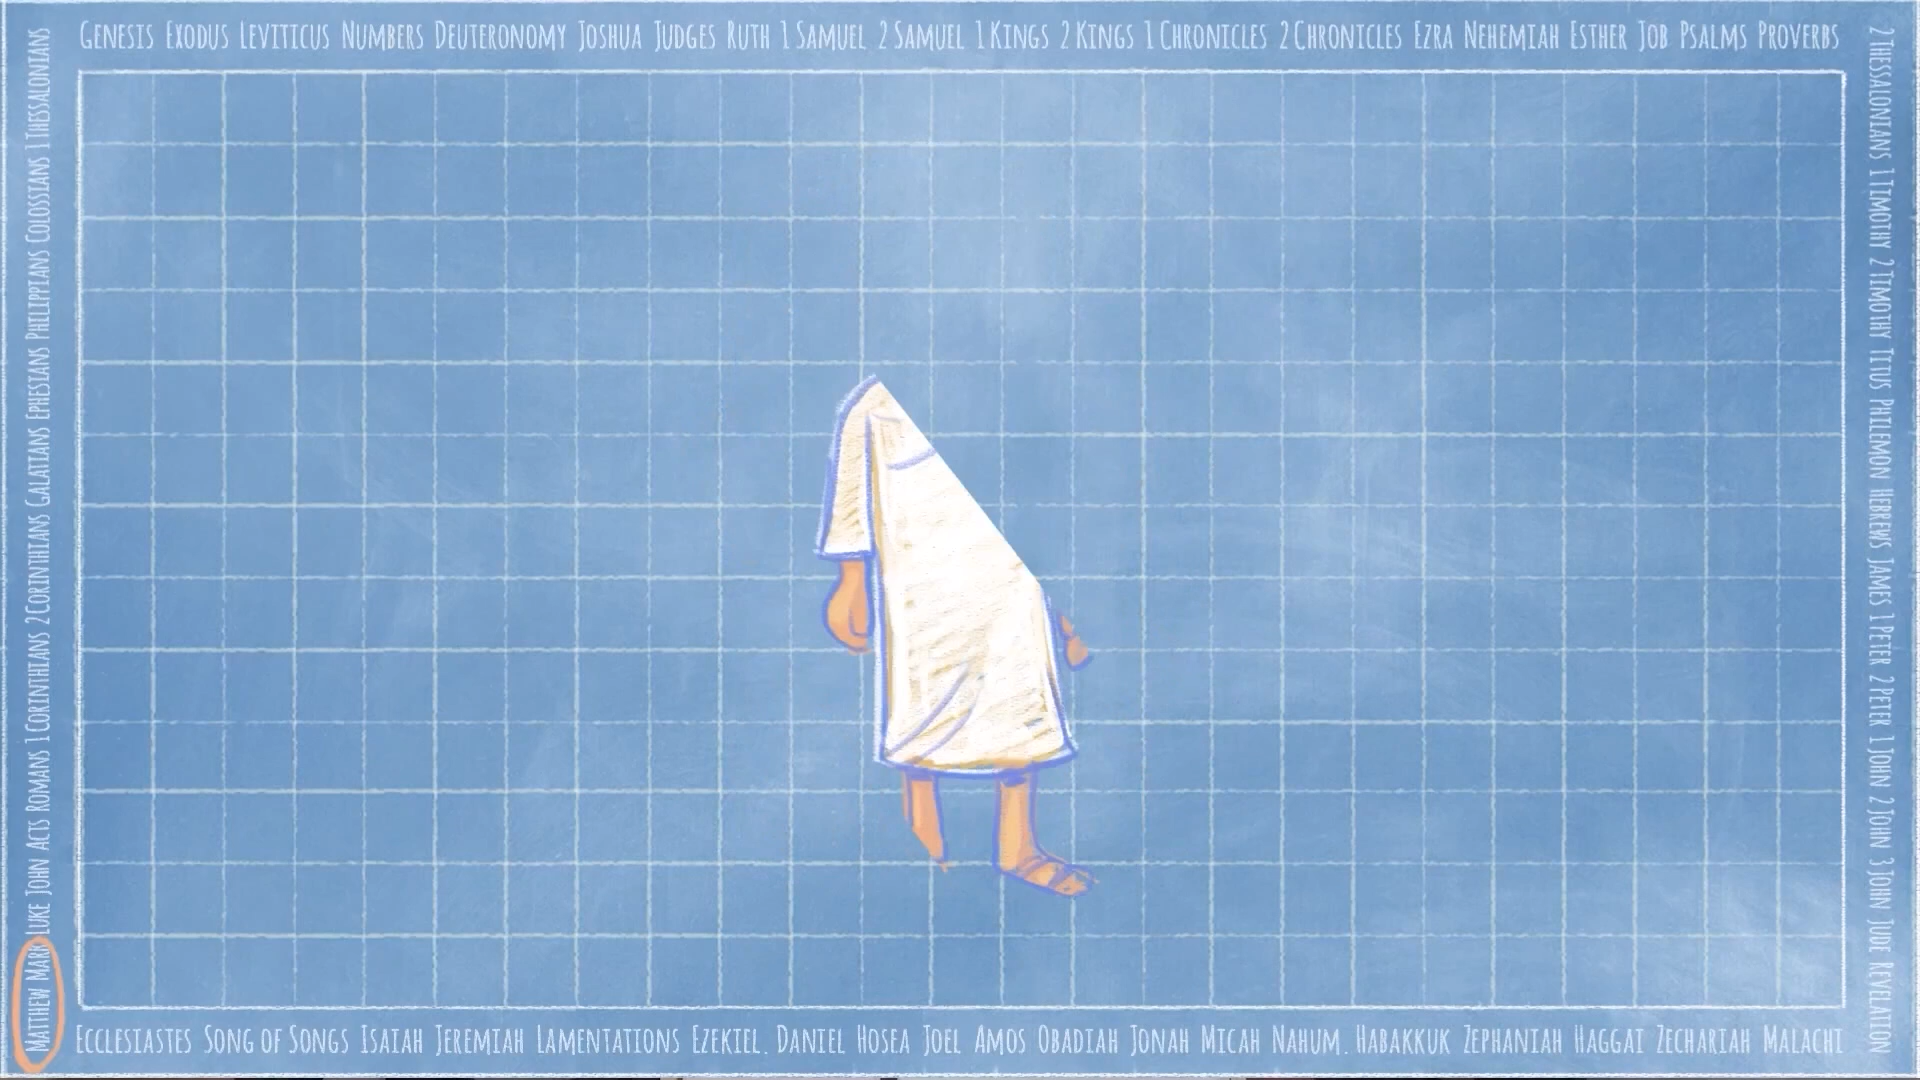 Genesis Exodus Leviticus Numbers Deuteronomy Joshua Judges Ruth 1 Samuel 2 Samuel 1 Kings 2 Kings 1 Chronicles 2 Chronicles Ezra Nehemiah Esther Job Psalms Proverbs
Ecclesiastes Song of Songs Isaiah Jeremiah Lamentations Ezekiel. Daniel Hosea Joel Amos Obadiah Jonah Micah Nahum. Habakkuk Zephaniah Haggai Zechariah Malachi
Matthew Mark Luke John Acts Romans 1 Corinthians 2 Corinthians Galatians Ephesians Philippians Colossians 1 Thessalonians
2 Thessalonians 1 Timothy 2 Timothy Titus Philemon Hebrews James 1 Peter 2 Peter 1 John 2 John 3 John Jude Revelation